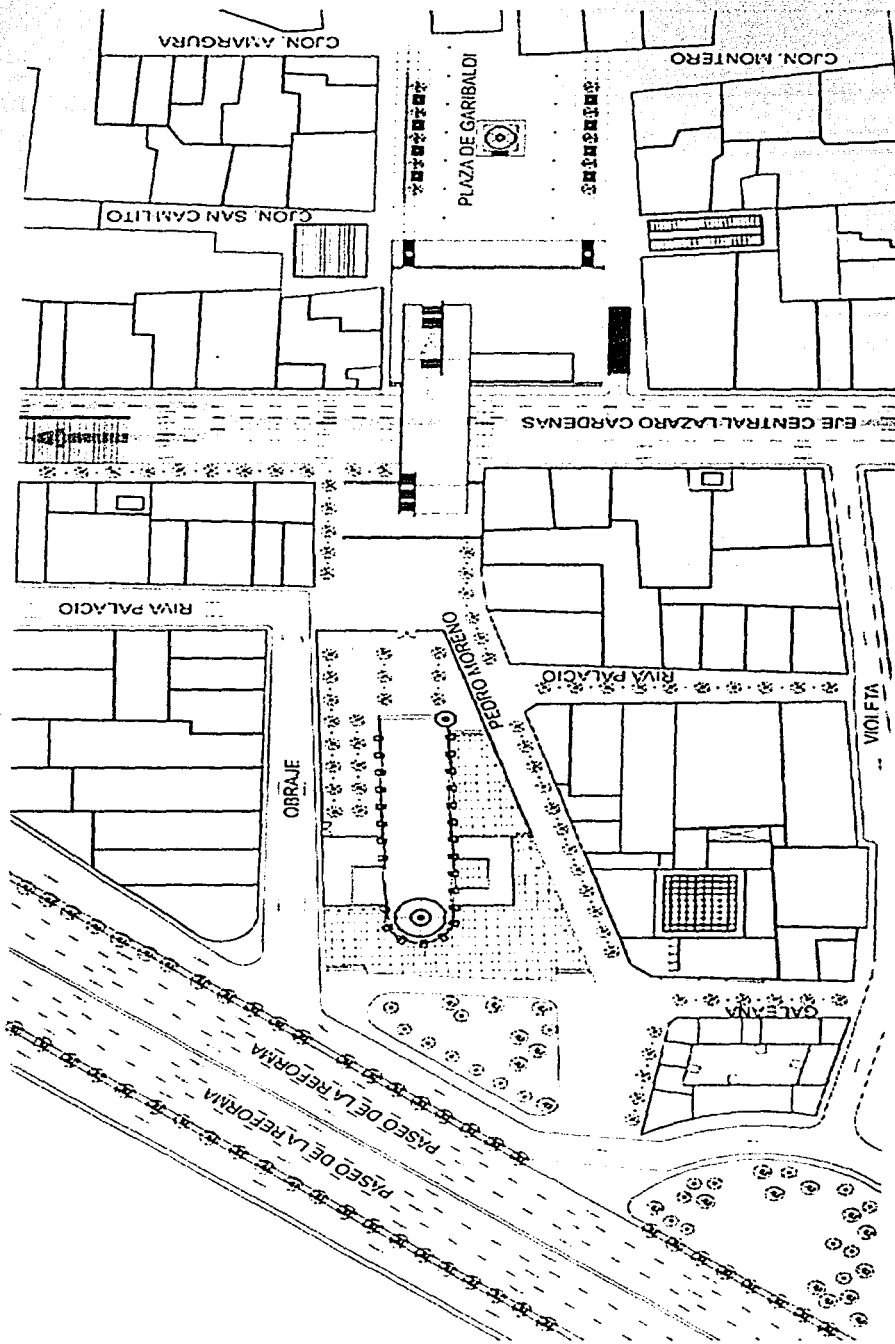 CJON. AMARGURA
CJON. MONTERO
PLAZA DE GARIBALDI
CJON. SAN CAMILITO
EJE CENTRAL LAZARO CARDENAS
RIVA PALACIO
PEDRO MORENO
RIVA PALACIO
OBRAJE
VIOLETA
GALEANA
PASEO DE LA REFORMA
PASEO DE LA REFORMA